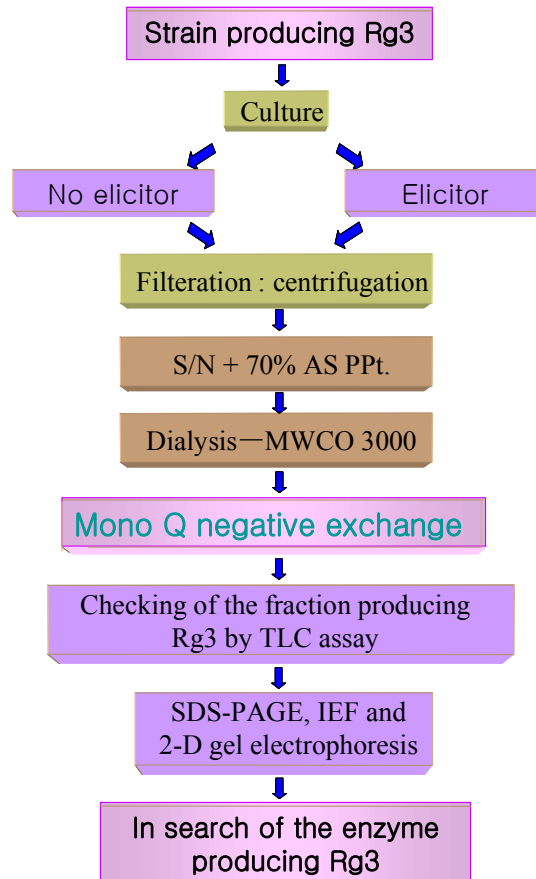 Strain producing Rg3
Culture
No elicitor
Elicitor
Filteration : centrifugation
S/N + 70% AS PPt.
Dialysis—MWCO 3000
Mono Q negative exchange
Checking of the fraction producing
Rg3 by TLC assay
SDS-PAGE, IEF and
2-D gel electrophoresis
In search of the enzyme
producing Rg3